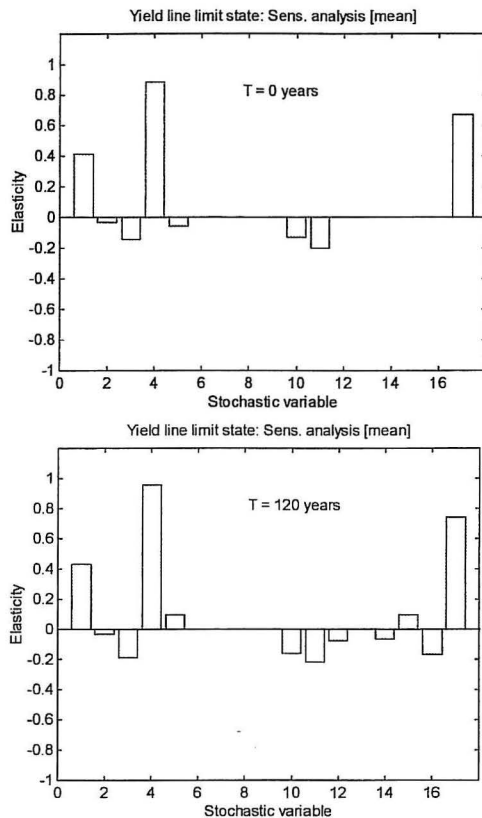 Yield line limit state: Sens. analysis [mean]
1
T = 0 years
0.8
0.6
0.4
0.2
0
-0.2
-0.4
-0.6
-0.8
-1
Elasticity
0 2 4 6 8 10 12 14 16
Stochastic variable
Yield line limit state: Sens. analysis [mean]
1
T = 120 years
0.8
0.6
0.4
0.2
0
-0.2
-0.4
-0.6
-0.8
-1
Elasticity
0 2 4 6 8 10 12 14 16
Stochastic variable